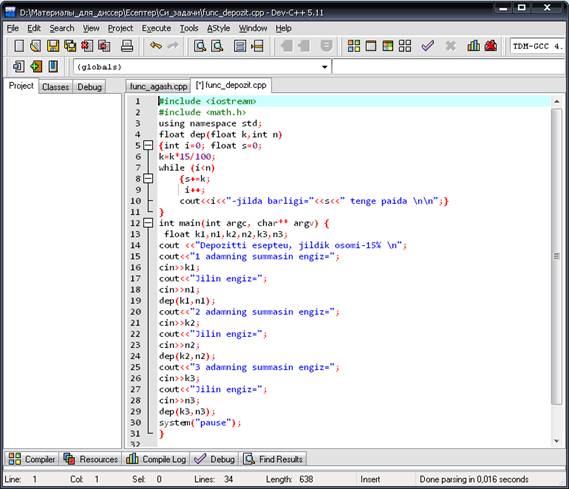 D:\Материалы_для_диссер\Есептер\Си_задачи\func_depozit.cpp - Dev-C++ 5.11
File Edit Search View Project Execute Tools AStyle Window Help
TDM-GCC 4.
(globals)
Project Classes Debug func_agash.cpp [*] func_depozit.cpp
1 #include <iostream>
2 #include <math.h>
3 using namespace std;
4 float dep(float k,int n)
5 {int i=0; float s=0;
6 k=k*15/100;
7 while (i<n)
8 {s+=k;
9 i++;
10 cout<<i<<"-jilda barligi="<<s<<" tenge paida \n\n";}
11 }
12 int main(int argc, char** argv) {
13 float k1,n1,k2,n2,k3,n3;
14 cout <<"Depozitti esepteu, jildik osomi-15% \n";
15 cout<<"1 adamning summasin engiz=";
16 cin>>k1;
17 cout<<"Jilin engiz=";
18 cin>>n1;
19 dep(k1,n1);
20 cout<<"2 adamning summasin engiz=";
21 cin>>k2;
22 cout<<"Jilin engiz=";
23 cin>>n2;
24 dep(k2,n2);
25 cout<<"3 adamning summasin engiz=";
26 cin>>k3;
27 cout<<"Jilin engiz=";
28 cin>>n3;
29 dep(k3,n3);
30 system("pause");
31 }
32
Compiler Resources Compile Log Debug Find Results
Line: 1 Col: 1 Sel: 0 Lines: 34 Length: 638 Insert Done parsing in 0,016 seconds